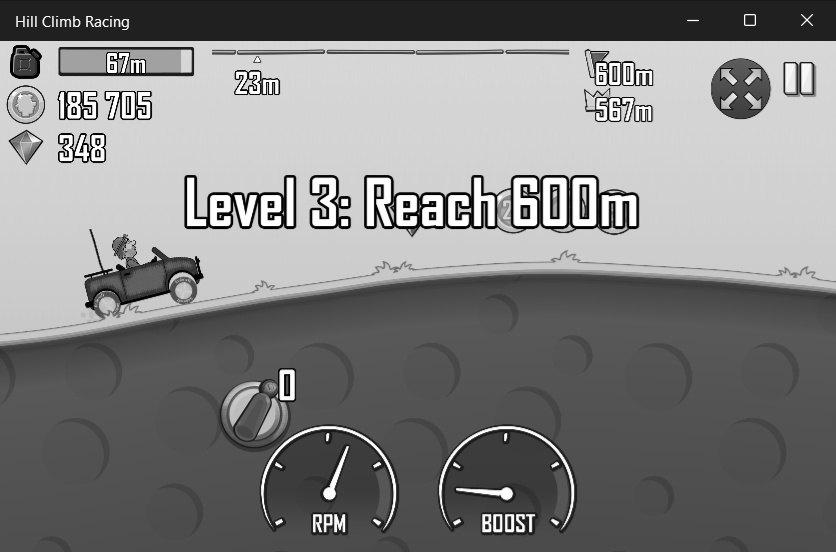 Hill Climb Racing
67m
23m
600m
567m
185 705
348
Level 3: Reach 600m
0
RPM
BOOST